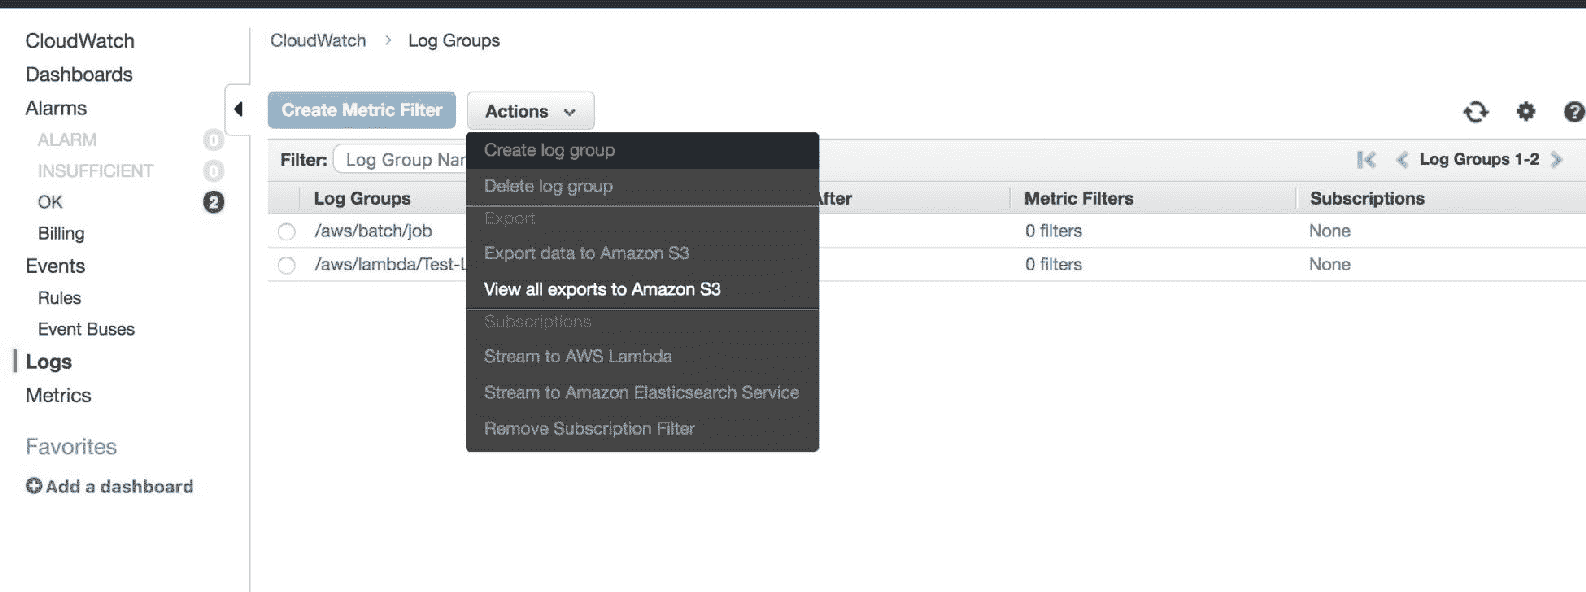 CloudWatch
Dashboards
Alarms
ALARM 0
INSUFFICIENT 0
OK 2
Billing
Events
Rules
Event Buses
Logs
Metrics
Favorites
Add a dashboard
CloudWatch > Log Groups
Create Metric Filter Actions
Filter: Log Group Nar Log Groups 1-2
Log Groups After Metric Filters Subscriptions
/aws/batch/job 0 filters None
/aws/lambda/Test-L 0 filters None
Create log group
Delete log group
Export
Export data to Amazon S3
View all exports to Amazon S3
Subscriptions
Stream to AWS Lambda
Stream to Amazon Elasticsearch Service
Remove Subscription Filter